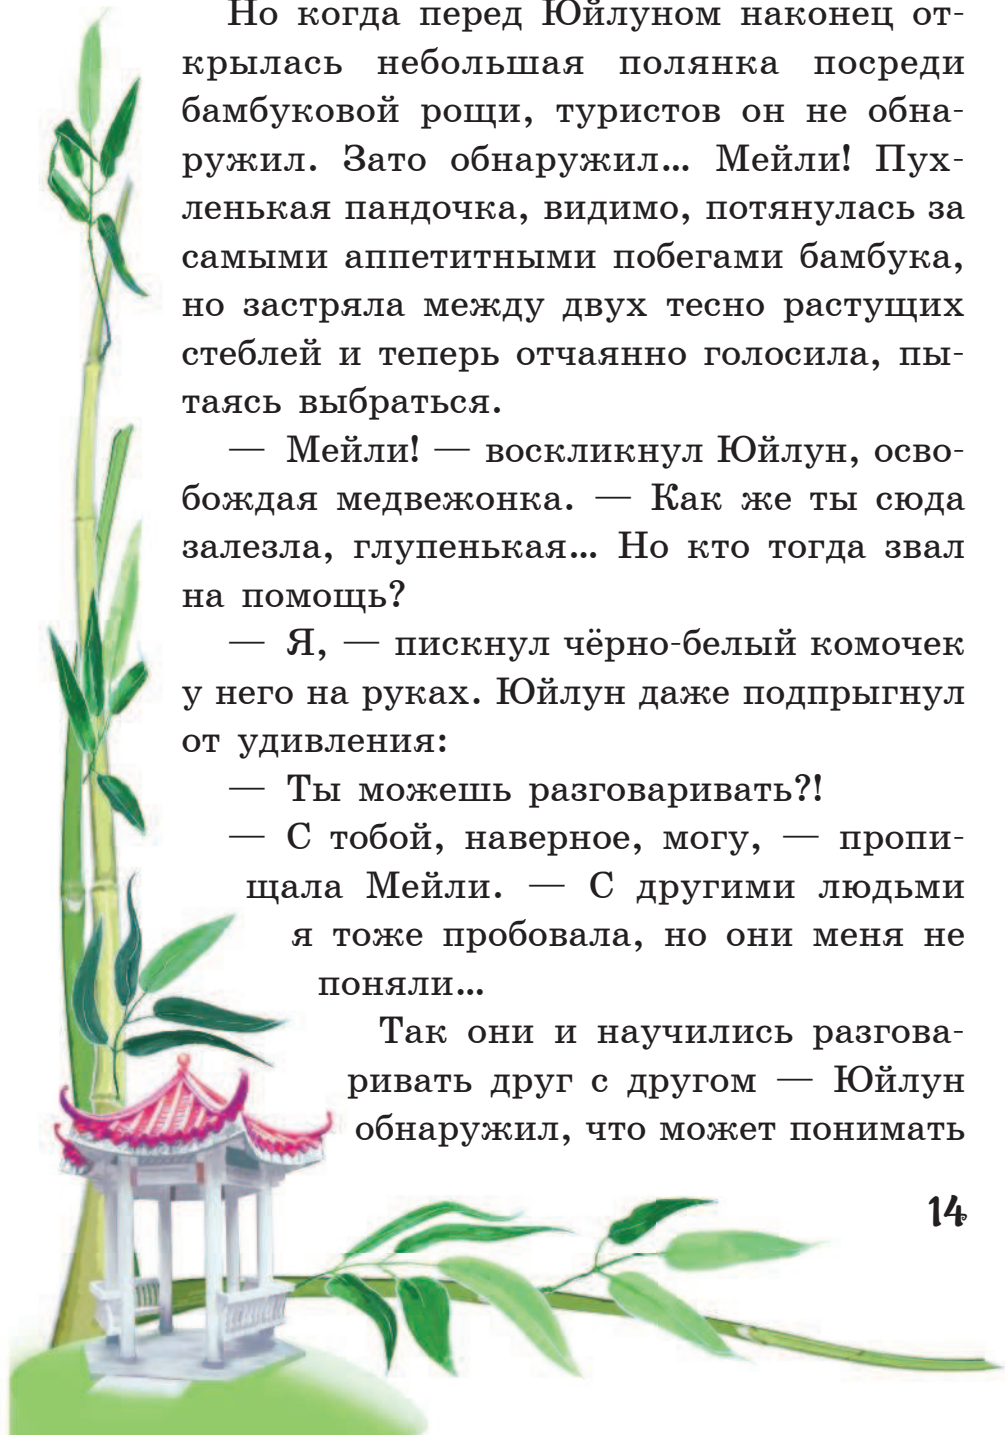 Но когда перед Юйлуном наконец от-
крылась небольшая полянка посреди
бамбуковой рощи, туристов он не обна-
ружил. Зато обнаружил... Мейли! Пух-
ленькая пандочка, видимо, потянулась за
самыми аппетитными побегами бамбука,
но застряла между двух тесно растущих
стеблей и теперь отчаянно голосила, пы-
таясь выбраться.
— Мейли! — воскликнул Юйлун, осво-
бождая медвежонка. — Как же ты сюда
залезла, глупенькая... Но кто тогда звал
на помощь?
— Я, — пискнул чёрно-белый комочек
у него на руках. Юйлун даже подпрыгнул
от удивления:
— Ты можешь разговаривать?!
— С тобой, наверное, могу, — пропи-
щала Мейли. — С другими людьми
я тоже пробовала, но они меня не
поняли...
Так они и научились разгова-
ривать друг с другом — Юйлун
обнаружил, что может понимать
14